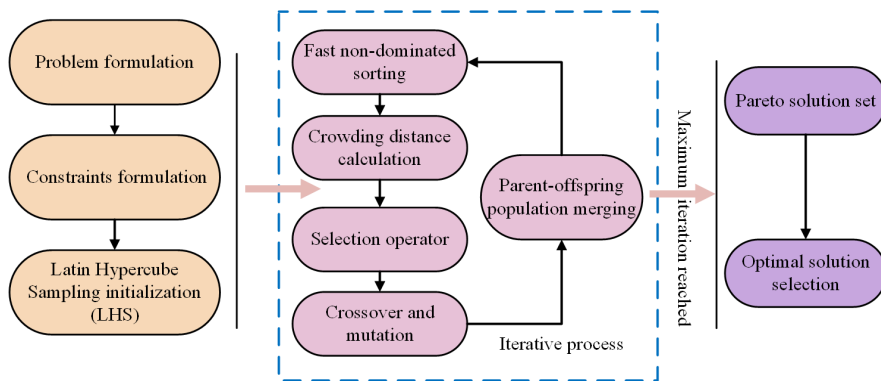 Problem formulation
Constraints formulation
Latin Hypercube
Sampling initialization
(LHS)
Fast non-dominated
sorting
Crowding distance
calculation
Selection operator
Crossover and
mutation
Parent-offspring
population merging
Iterative process
Maximum iteration reached
Pareto solution set
Optimal solution
selection